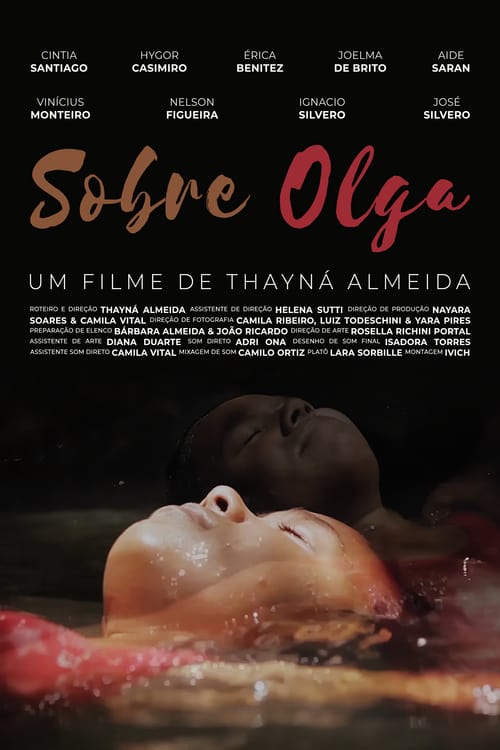 CINTIA HYGOR ÉRICA JOELMA AIDE
SANTIAGO CASIMIRO BENITEZ DE BRITO SARAN
VINÍCIUS NELSON IGNACIO JOSÉ
MONTEIRO FIGUEIRA SILVERO SILVERO
Sobre Olga
UM FILME DE THAYNÁ ALMEIDA
ROTEIRO E DIREÇÃO THAYNÁ ALMEIDA ASSISTENTE DE DIREÇÃO HELENA SUTTI DIREÇÃO DE PRODUÇÃO NAYARA
SOARES & CAMILA VITAL DIREÇÃO DE FOTOGRAFIA CAMILA RIBEIRO, LUIZ TODESCHINI & YARA PIRES
PREPARAÇÃO DE ELENCO BÁRBARA ALMEIDA & JOÃO RICARDO DIREÇÃO DE ARTE ROSELLA RICHINI PORTAL
ASSISTENTE DE ARTE DIANA DUARTE SOM DIRETO ADRI ONA DESENHO DE SOM FINAL ISADORA TORRES
ASSISTENTE SOM DIRETO CAMILA VITAL MIXAGEM DE SOM CAMILO ORTIZ PLATÔ LARA SORBILLE MONTAGEM IVICH